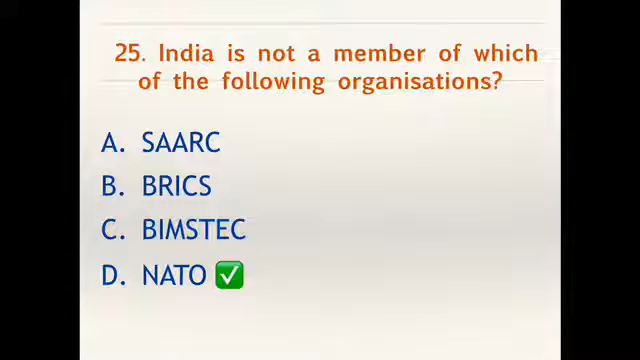 25. India is not a member of which
of the following organisations?
A. SAARC
B. BRICS
C. BIMSTEC
D. NATO ✅